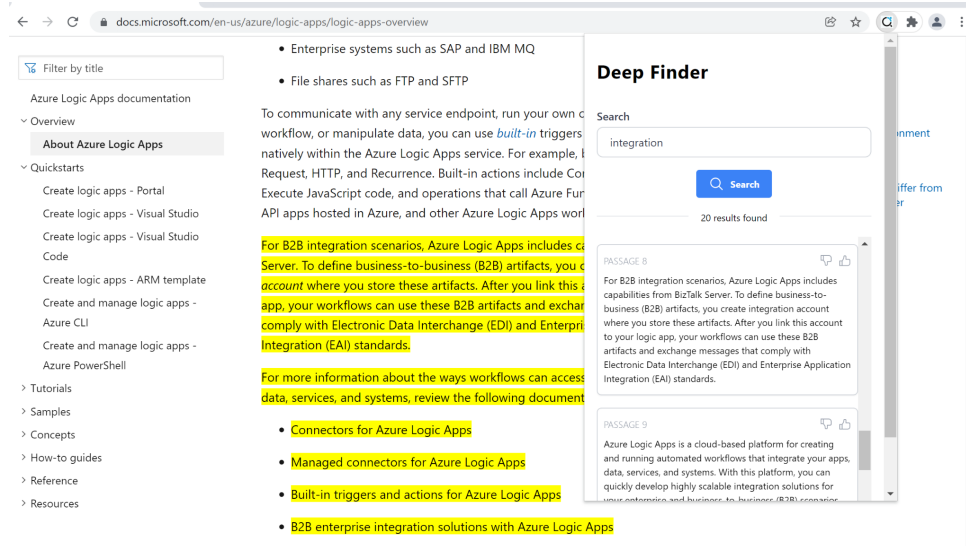 docs.microsoft.com/en-us/azure/logic-apps/logic-apps-overview
Filter by title
Azure Logic Apps documentation
Overview
About Azure Logic Apps
Quickstarts
Create logic apps - Portal
Create logic apps - Visual Studio
Create logic apps - Visual Studio
Code
Create logic apps - ARM template
Create and manage logic apps -
Azure CLI
Create and manage logic apps -
Azure PowerShell
Tutorials
Samples
Concepts
How-to guides
Reference
Resources
• Enterprise systems such as SAP and IBM MQ
• File shares such as FTP and SFTP
To communicate with any service endpoint, run your own
workflow, or manipulate data, you can use built-in triggers
natively within the Azure Logic Apps service. For example,
Request, HTTP, and Recurrence. Built-in actions include
Execute JavaScript code, and operations that call Azure
API apps hosted in Azure, and other Azure Logic Apps
For B2B integration scenarios, Azure Logic Apps includes
Server. To define business-to-business (B2B) artifacts, you
account where you store these artifacts. After you link this
app, your workflows can use these B2B artifacts and
comply with Electronic Data Interchange (EDI) and
Integration (EAI) standards.
For more information about the ways workflows can access
data, services, and systems, review the following
• Connectors for Azure Logic Apps
• Managed connectors for Azure Logic Apps
• Built-in triggers and actions for Azure Logic Apps
• B2B enterprise integration solutions with Azure Logic Apps
Deep Finder
Search
integration
Search
20 results found
PASSAGE 8
For B2B integration scenarios, Azure Logic Apps includes
capabilities from BizTalk Server. To define business-to-
business (B2B) artifacts, you create integration account
where you store these artifacts. After you link this account
to your logic app, your workflows can use these B2B
artifacts and exchange messages that comply with
Electronic Data Interchange (EDI) and Enterprise Application
Integration (EAI) standards.
PASSAGE 9
Azure Logic Apps is a cloud-based platform for creating
and running automated workflows that integrate your apps,
data, services, and systems. With this platform, you can
quickly develop highly scalable integration solutions for
your enterprise and business-to-business (B2B) scenarios
from